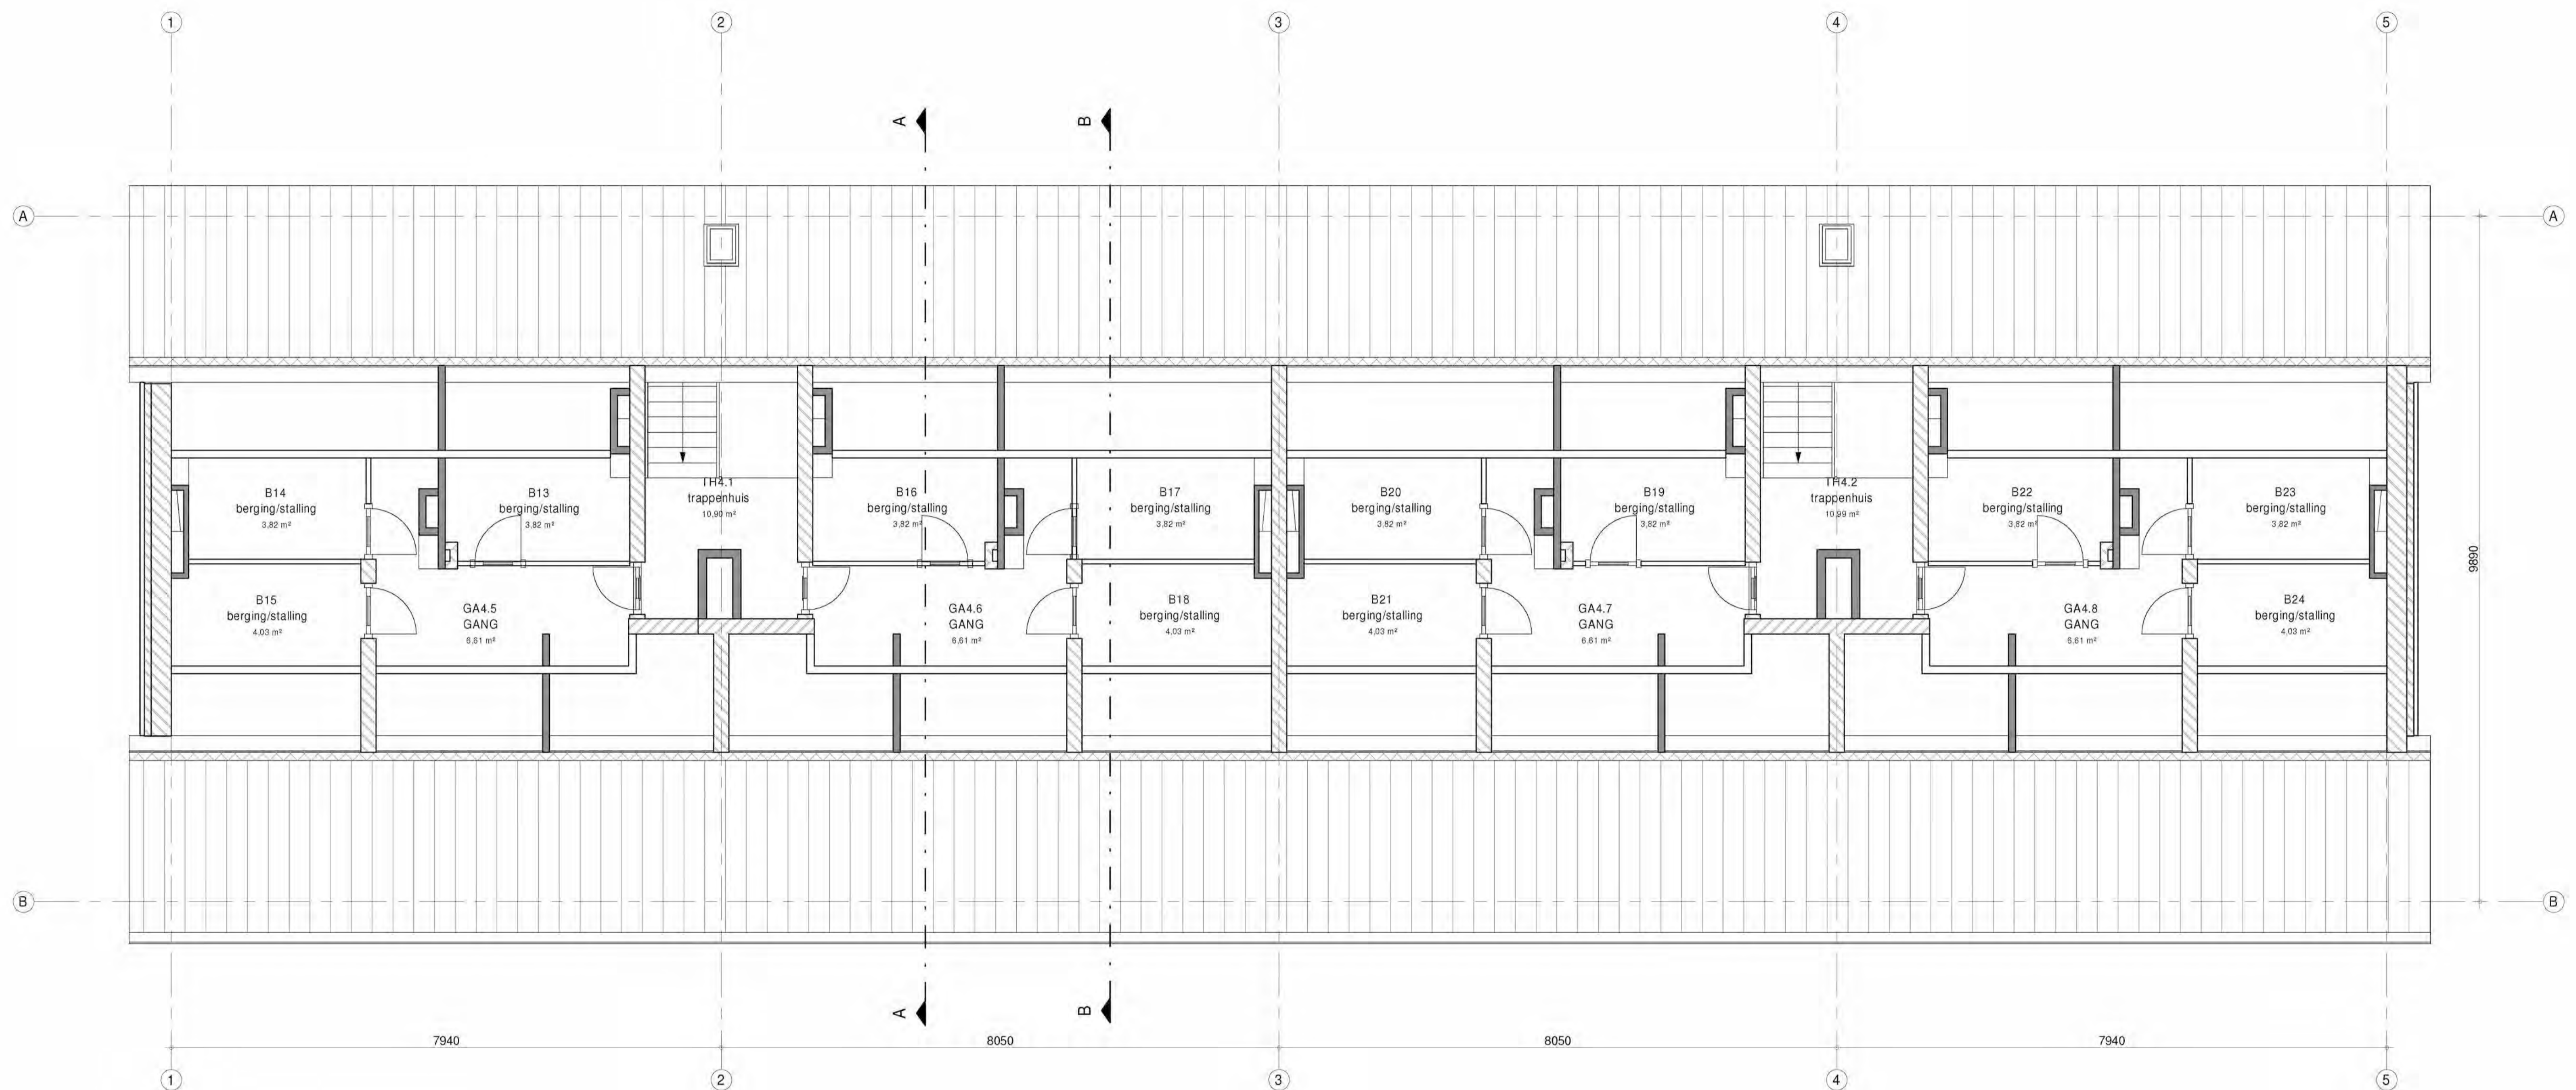 1
2
3
4
5
A
B
A
A
B14
berging/stalling
3,82 m²
B13
berging/stalling
3,82 m²
TH4.1
trappenhuis
10,90 m²
B16
berging/stalling
3,82 m²
B17
berging/stalling
3,82 m²
B20
berging/stalling
3,82 m²
B19
berging/stalling
3,82 m²
TH4.2
trappenhuis
10,99 m²
B22
berging/stalling
3,82 m²
B23
berging/stalling
3,82 m²
B15
berging/stalling
4,03 m²
GA4.5
GANG
6,61 m²
GA4.6
GANG
6,61 m²
B18
berging/stalling
4,03 m²
B21
berging/stalling
4,03 m²
GA4.7
GANG
6,61 m²
GA4.8
GANG
6,61 m²
B24
berging/stalling
4,03 m²
9890
B
B
A
B
7940
8050
8050
7940
1
2
3
4
5